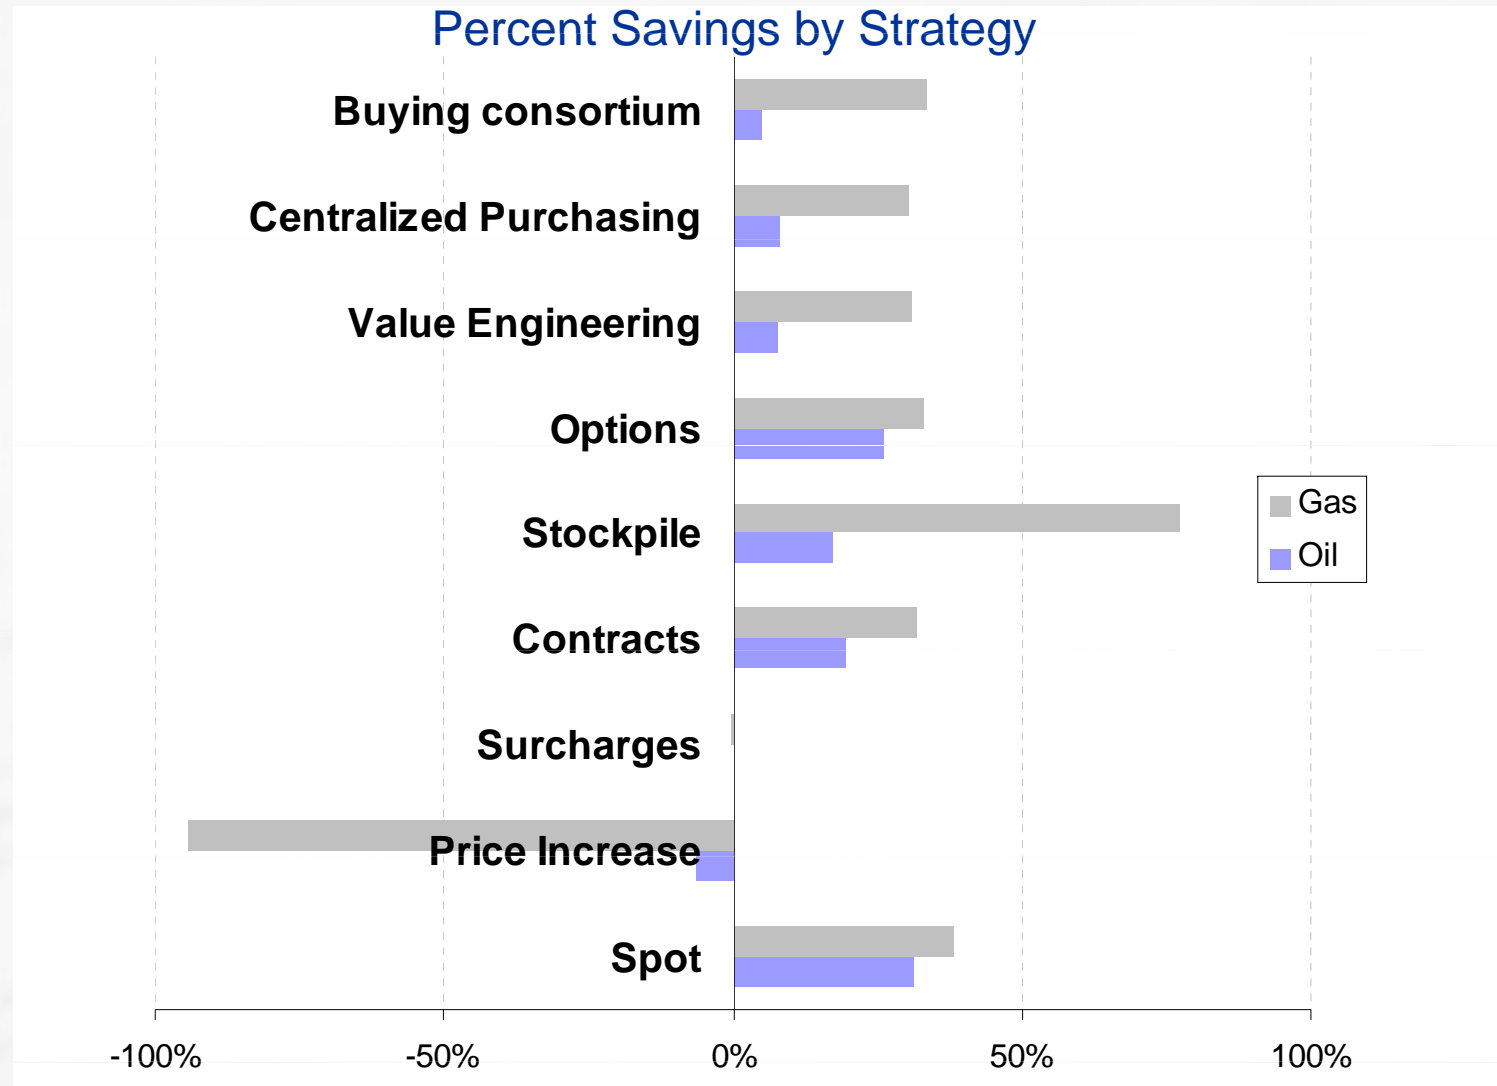 Percent Savings by Strategy
Buying consortium
Centralized Purchasing
Value Engineering
Options
Stockpile
Contracts
Surcharges
Price Increase
Spot
Gas
Oil
-100% -50% 0% 50% 100%